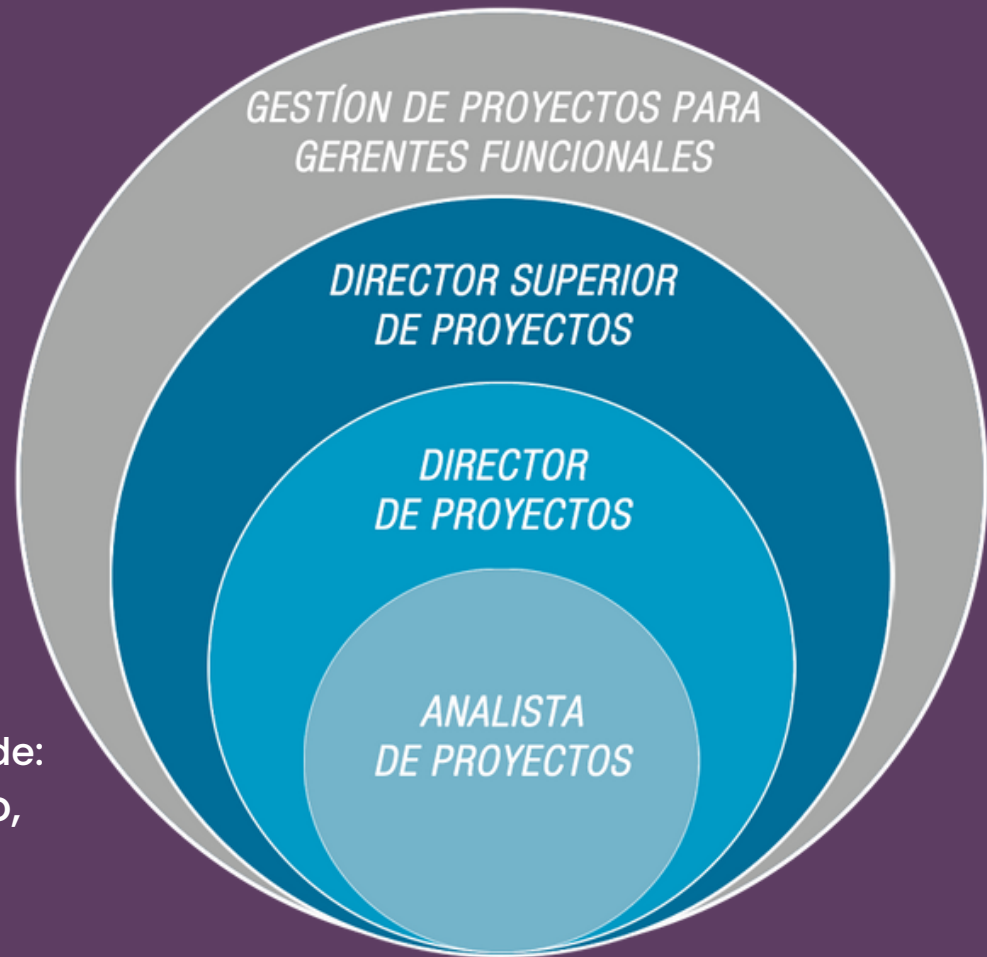 GESTÍON DE PROYECTOS PARA
GERENTES FUNCIONALES
DIRECTOR SUPERIOR
DE PROYECTOS
DIRECTOR
DE PROYECTOS
ANALISTA
DE PROYECTOS
de:
o,